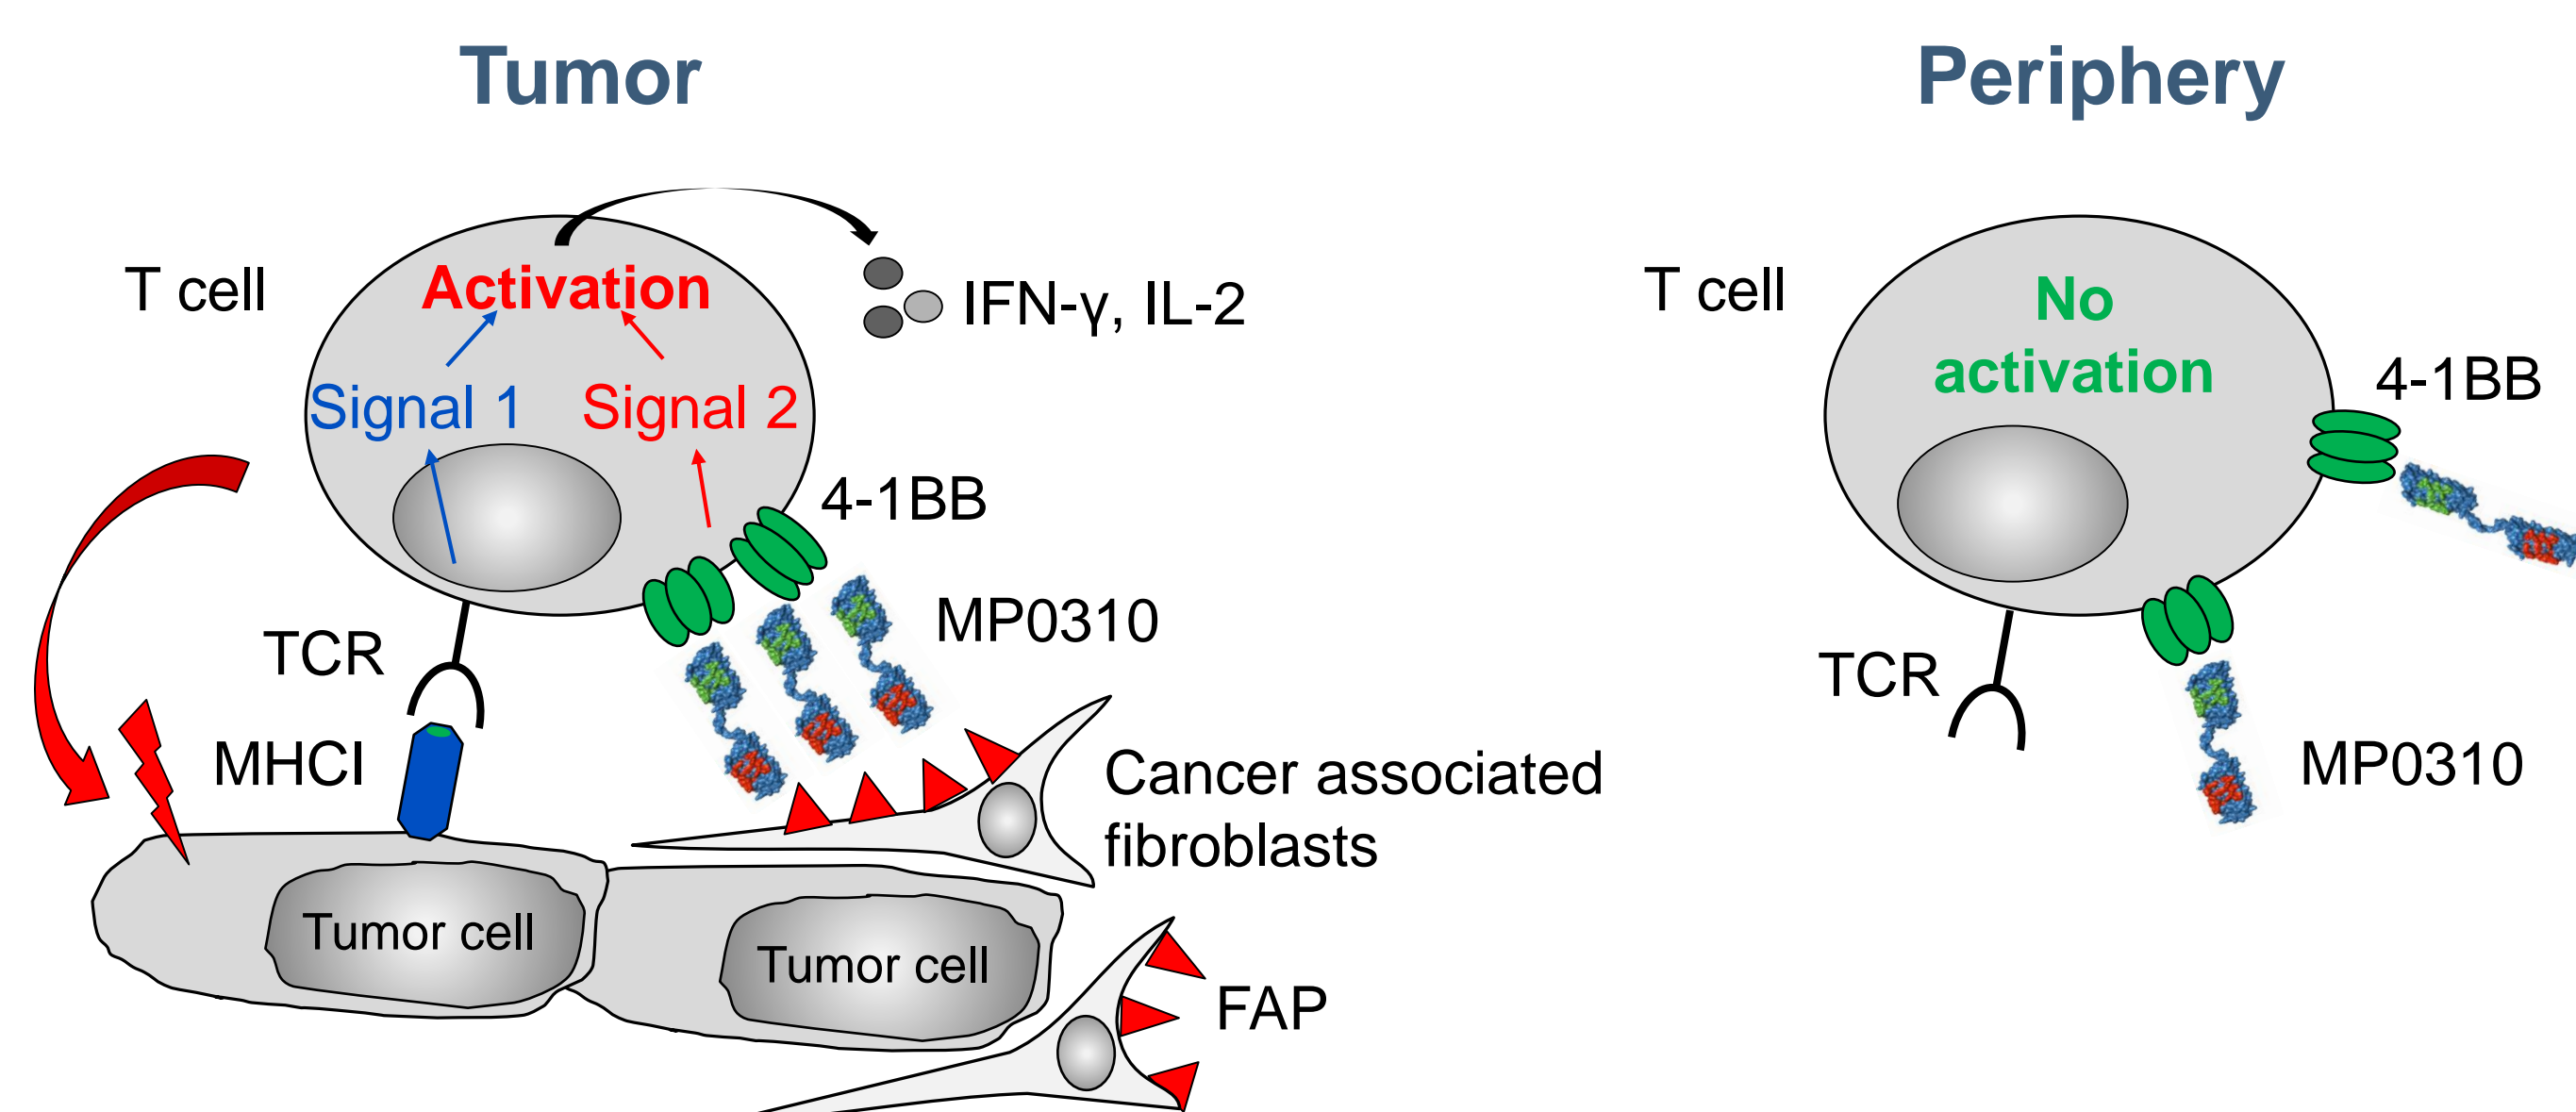 Tumor
T cell
Activation
Signal 1
Signal 2
IFN-γ, IL-2
4-1BB
MP0310
TCR
MHCI
Cancer associated
fibroblasts
Tumor cell
Tumor cell
FAP
Periphery
T cell
No
activation
4-1BB
TCR
MP0310